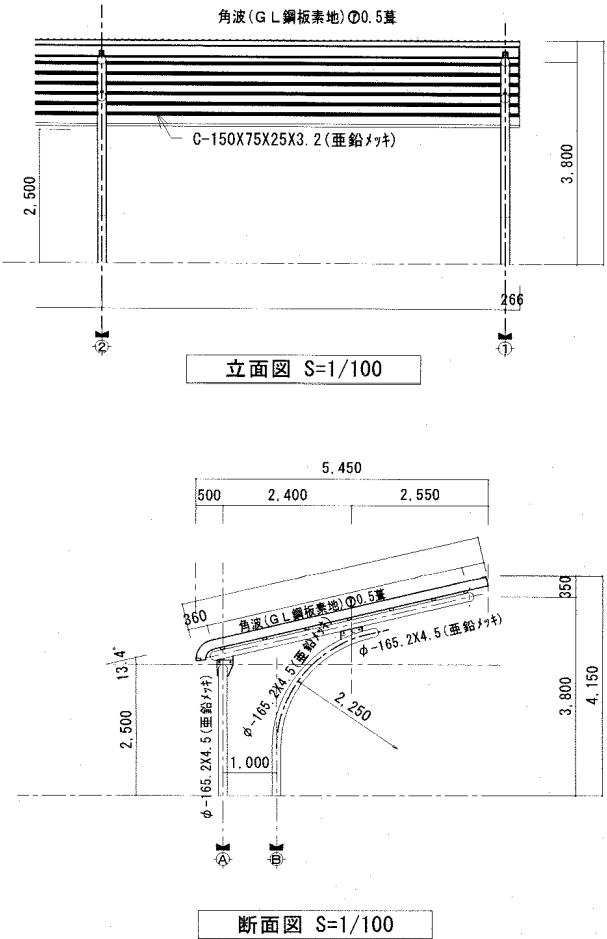 角波(GL鋼板素地)⑦0.5葺
C-150X75X25X3.2(亜鉛メッキ)
2,500
3,800
266
②
①
立面図 S=1/100
5,450
500
2,400
2,550
360
角波(GL鋼板素地)⑦0.5葺
350
13.4°
φ-165.2X4.5(亜鉛メッキ)
φ-165.2X4.5(亜鉛メッキ)
φ-165.2X4.5(亜鉛メッキ)
2,250
2,500
1,000
3,800
4,150
A
B
断面図 S=1/100